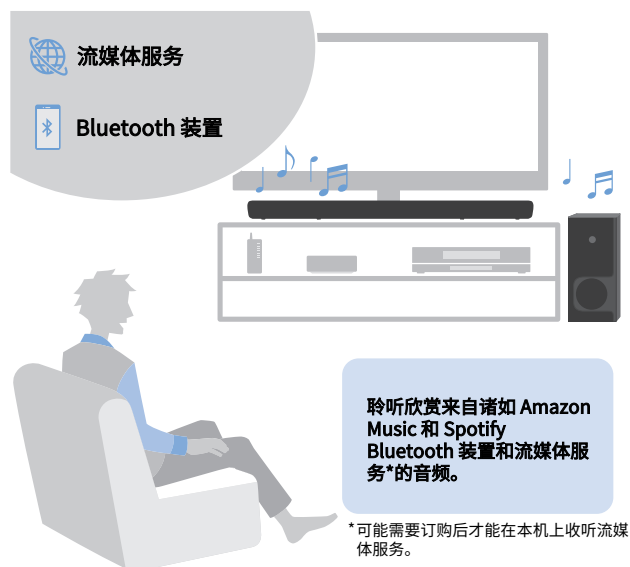 流媒体服务
Bluetooth 装置
聆听欣赏来自诸如 Amazon
Music 和 Spotify
Bluetooth 装置和流媒体服
务*的音频。
*可能需要订购后才能在本机上收听流媒
体服务。